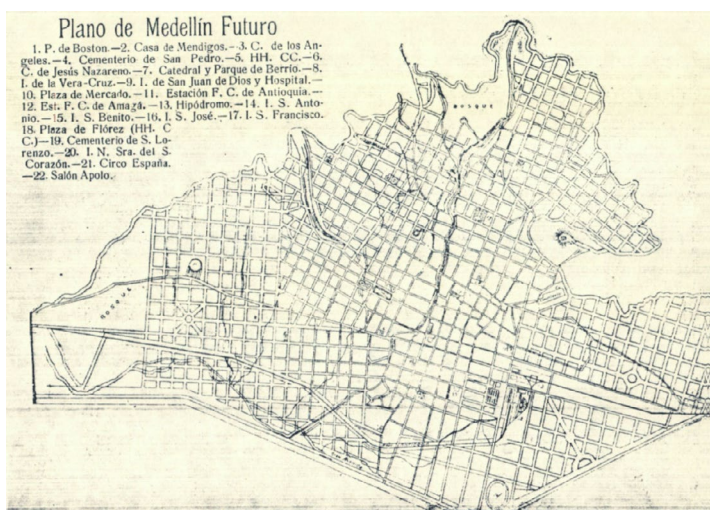 Plano de Medellín Futuro
1. P. de Boston.—2. Casa de Mendigos.—3. C. de los An-
geles.—4. Cementerio de San Pedro.—5. HH. CC.—6.
C. de Jesús Nazareno.—7. Catedral y Parque de Berrío.—8.
I. de la Vera-Cruz.—9. I. de San Juan de Dios y Hospital.—
10. Plaza de Mercado.—11. Estación F. C. de Antioquia.—
12. Est. F. C. de Amagá.—13. Hipódromo.—14. I. S. Anto-
nio.—15. I. S. Benito.—16. I. S. José.—17. I. S. Francisco.
18. Plaza de Flórez (HH. C
C.)—19. Cementerio de S. Lo-
renzo.—20. I. N. Sra. del S.
Corazón.—21. Circo España.
—22. Salón Apolo.
BOSQUE